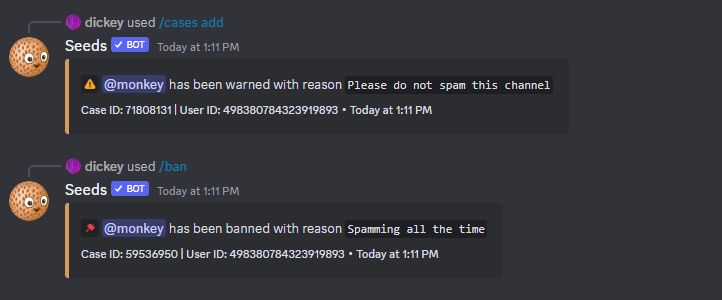 dickey used /cases add
Seeds ✓ BOT Today at 1:11 PM
@monkey has been warned with reason Please do not spam this channel
Case ID: 71808131 | User ID: 498380784323919893 • Today at 1:11 PM
dickey used /ban
Seeds ✓ BOT Today at 1:11 PM
@monkey has been banned with reason Spamming all the time
Case ID: 59536950 | User ID: 498380784323919893 • Today at 1:11 PM